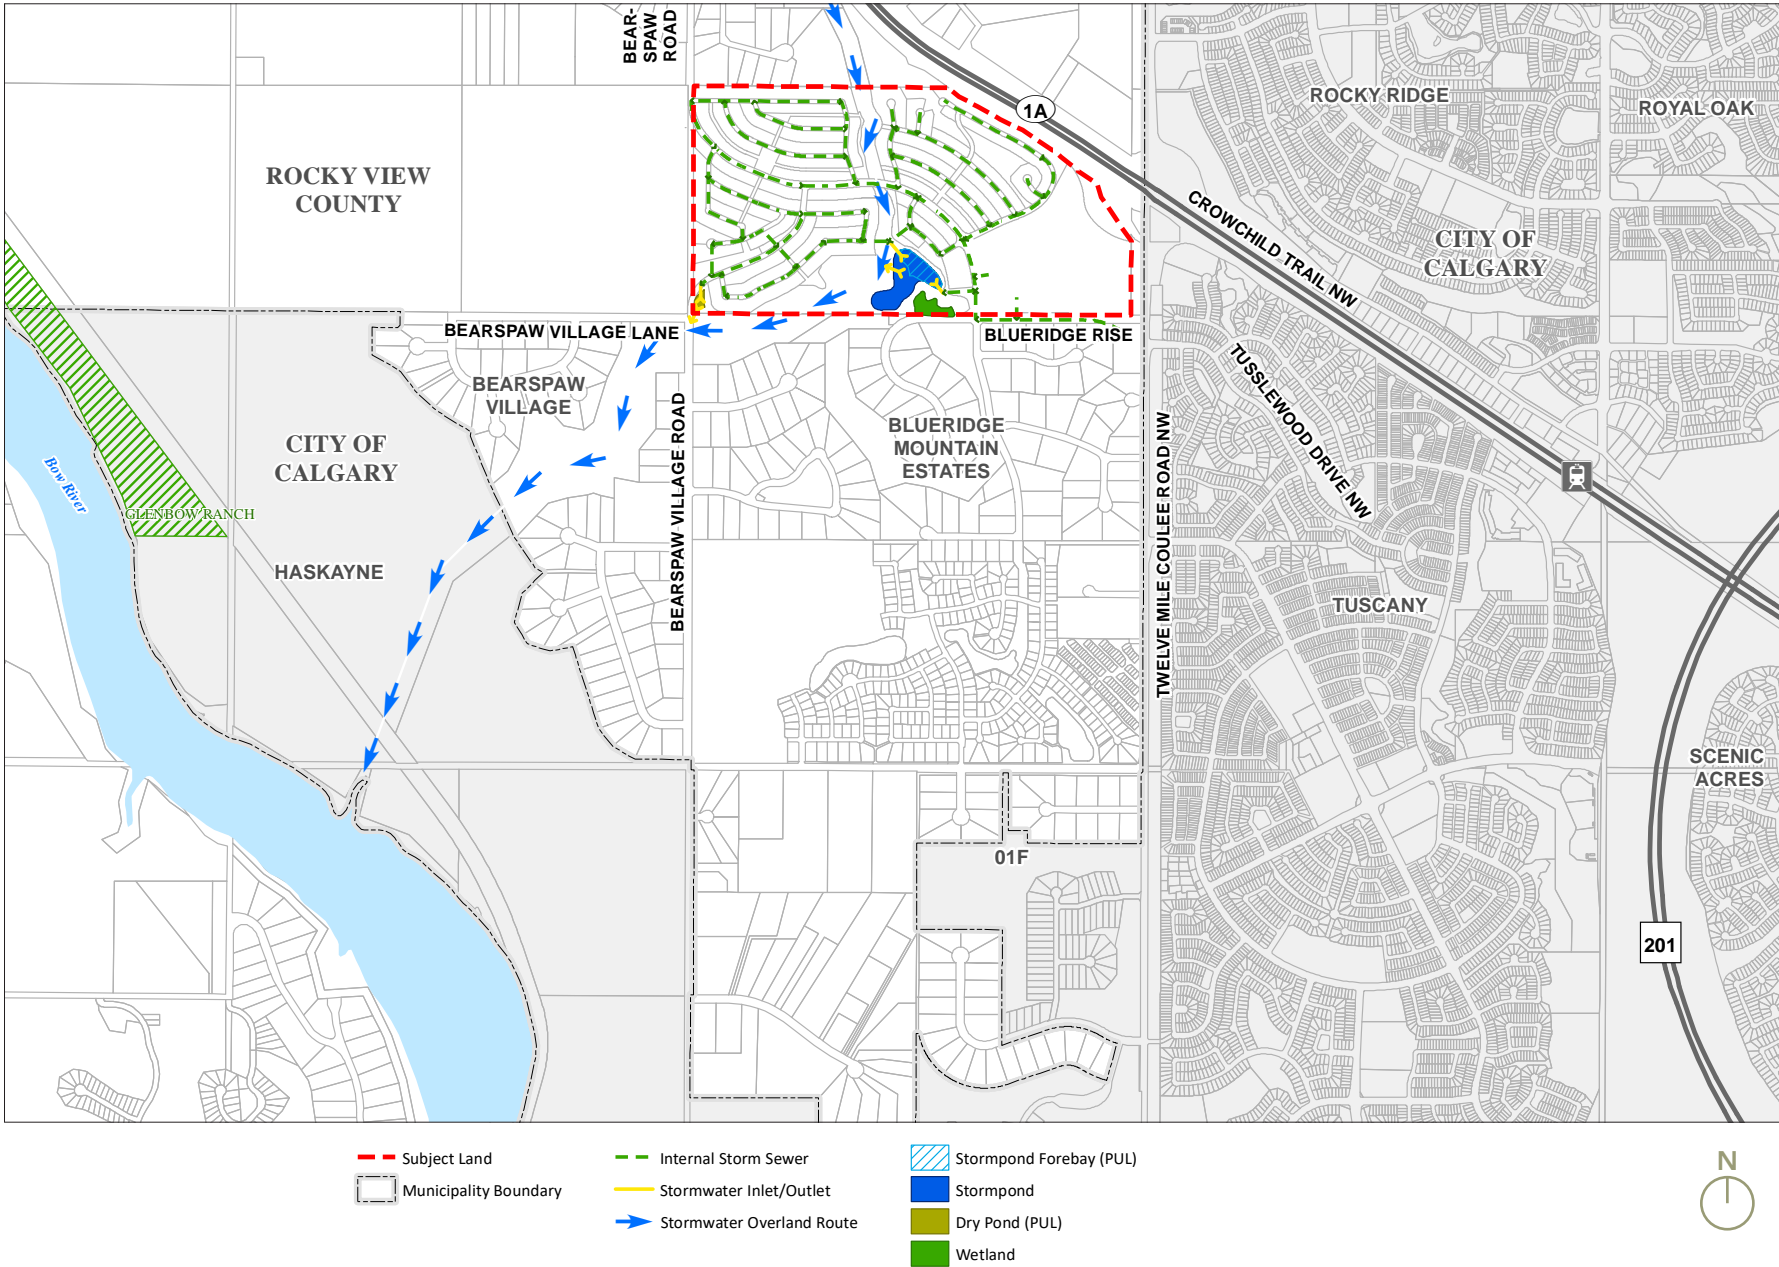 BEAR-
SPAW
ROAD
1A
ROCKY RIDGE
ROYAL OAK
ROCKY VIEW
COUNTY
CROWCHILD TRAIL NW
CITY OF
CALGARY
BEARSPAW VILLAGE LANE
BLUERIDGE RISE
BEARSPAW
VILLAGE
TUSSLEWOOD DRIVE NW
BLUERIDGE
MOUNTAIN
ESTATES
CITY OF
CALGARY
Bow River
GLENBOW RANCH
BEARSPAW VILLAGE ROAD
TWELVE MILE COULEE ROAD NW
HASKAYNE
TUSCANY
SCENIC
ACRES
01F
201
Subject Land
Municipality Boundary
Internal Storm Sewer
Stormwater Inlet/Outlet
Stormwater Overland Route
Stormpond Forebay (PUL)
Stormpond
Dry Pond (PUL)
Wetland
N